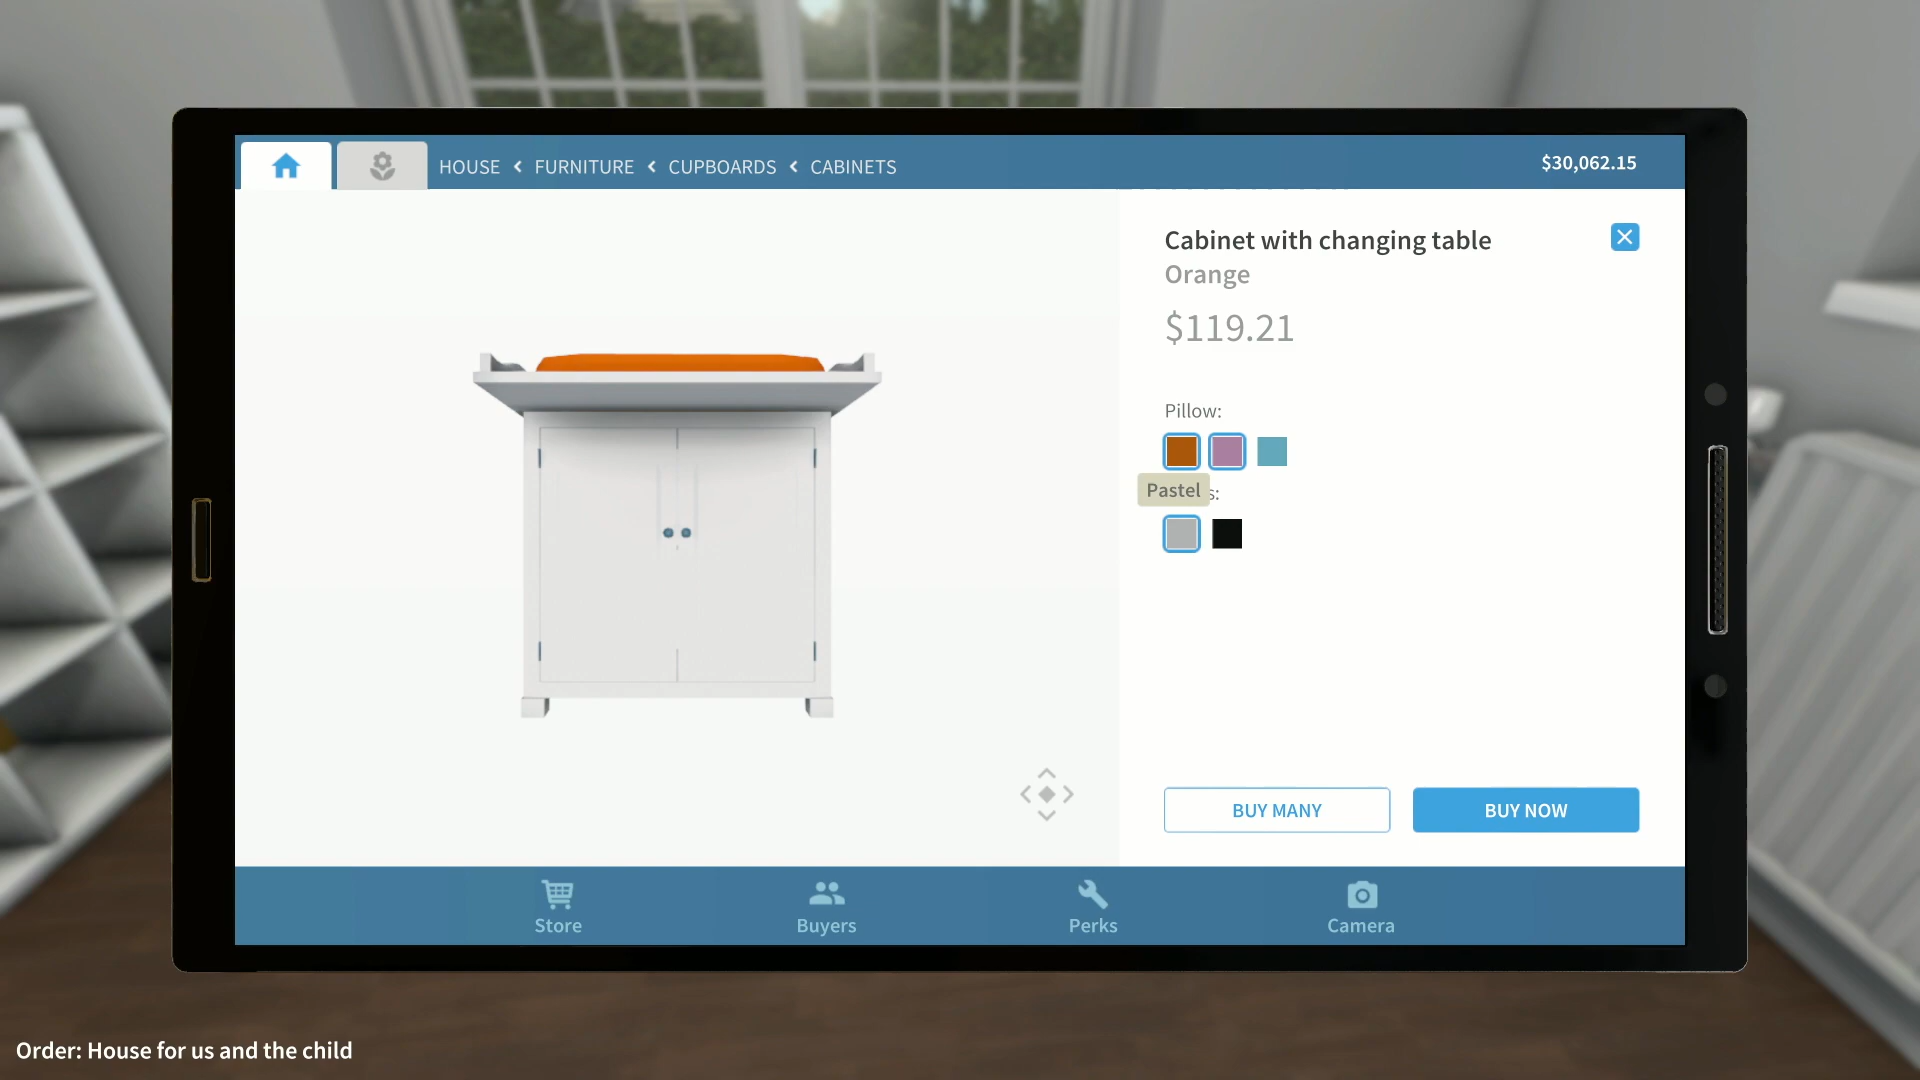 HOUSE < FURNITURE < CUPBOARDS < CABINETS
$30,062.15
Cabinet with changing table
Orange
$119.21
Pillow:
Pastel
BUY MANY
BUY NOW
Store
Buyers
Perks
Camera
Order: House for us and the child